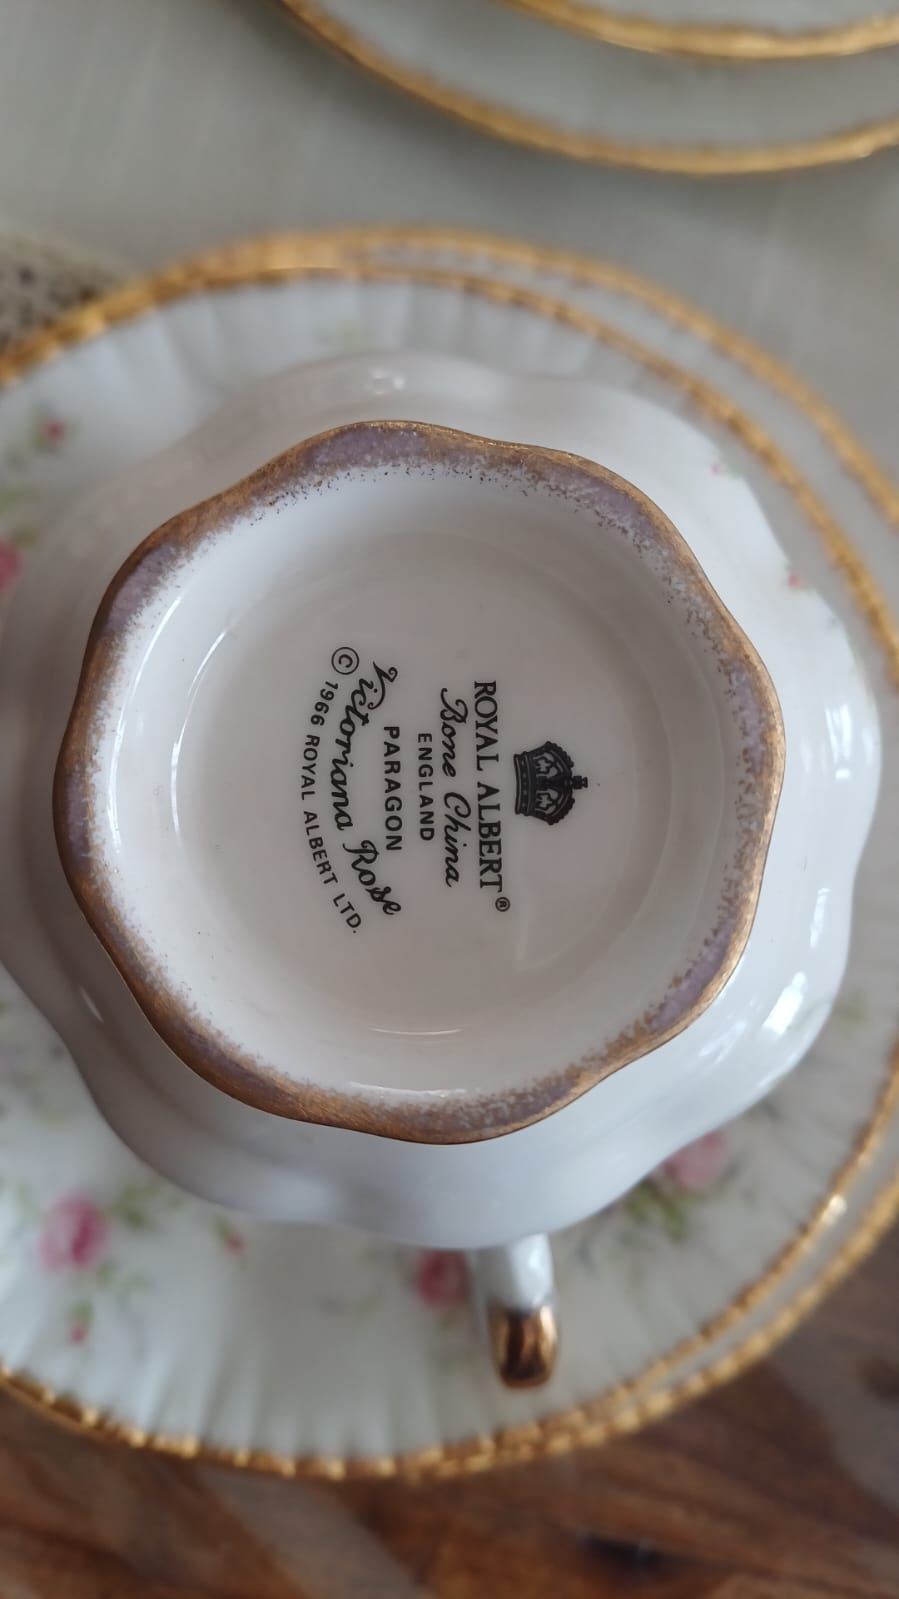 ROYAL ALBERT®
Bone China
ENGLAND
PARAGON
Victoriana Rose
© 1966 ROYAL ALBERT LTD.